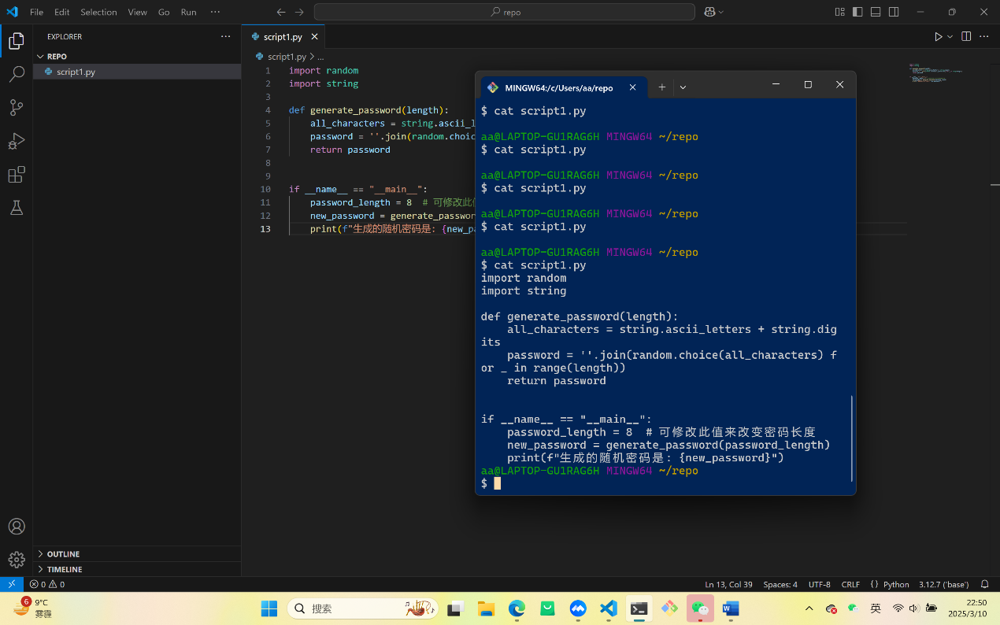 File Edit Selection View Go Run ···
repo
EXPLORER ···
REPO
script1.py
script1.py
script1.py > ...
1 import random
2 import string
3
4 def generate_password(length):
5     all_characters = string.ascii_l
6     password = ''.join(random.choic
7     return password
8
9
10 if __name__ == "__main__":
11     password_length = 8  # 可修改此
12     new_password = generate_passwor
13     print(f"生成的随机密码是: {new_pa
MINGW64:/c/Users/aa/repo
$ cat script1.py
aa@LAPTOP-GU1RAG6H MINGW64 ~/repo
$ cat script1.py
aa@LAPTOP-GU1RAG6H MINGW64 ~/repo
$ cat script1.py
aa@LAPTOP-GU1RAG6H MINGW64 ~/repo
$ cat script1.py
aa@LAPTOP-GU1RAG6H MINGW64 ~/repo
$ cat script1.py
import random
import string
def generate_password(length):
    all_characters = string.ascii_letters + string.dig
its
    password = ''.join(random.choice(all_characters) f
or _ in range(length))
    return password
if __name__ == "__main__":
    password_length = 8  # 可修改此值来改变密码长度
    new_password = generate_password(password_length)
    print(f"生成的随机密码是: {new_password}")
aa@LAPTOP-GU1RAG6H MINGW64 ~/repo
$
OUTLINE
TIMELINE
0 0
Ln 13, Col 39 Spaces: 4 UTF-8 CRLF {} Python 3.12.7 ('base')
6
9°C
雾霾
搜索
英
22:50
2025/3/10